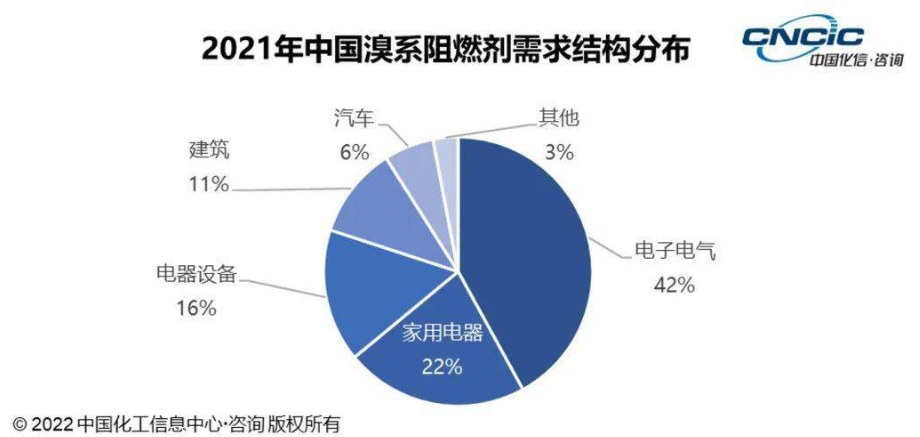 2021年中国溴系阻燃剂需求结构分布
CNCIC
中国化信·咨询
汽车
6%
其他
3%
建筑
11%
电子电气
42%
电器设备
16%
家用电器
22%
© 2022 中国化工信息中心·咨询 版权所有